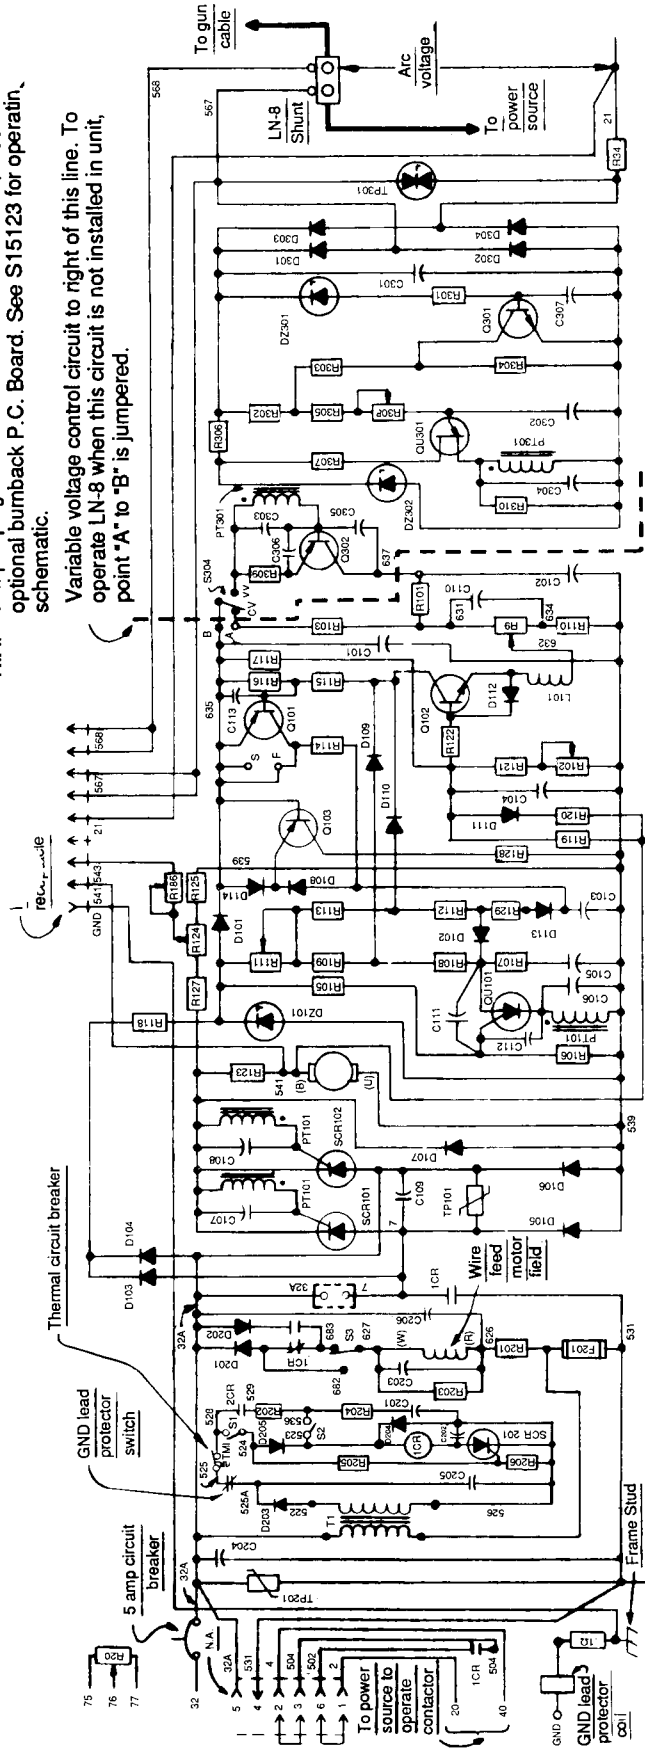 optional burnback P.C. Board. See S15123 for operatin
schematic.
Variable voltage control circuit to right of this line. To
operate LN-8 when this circuit is not installed in unit,
point "A" to "B" is jumpered.
To gun
cable
568
567
LN-8
Shunt
Arc
voltage
To
power
source
21
R34
TP301
D303
D301
D304
D302
C301
DZ301
R301
Q301
C307
R303
R304
R302
R305
R308
C302
R306
R307
QU301
PT301
C304
R310
DZ302
PT301
C303
C306
C305
R309
Q302
637
S304
VV
CV
B
A
R103
C101
R101
C110
631
634
R9
R110
632
C102
L101
635
R117
R116
R115
C113
Q101
R114
S
F
D109
D110
Q102
D112
R122
R121
R102
C104
D111
R120
R119
R128
Q103
539
D114
D108
D101
R113
R112
R129
D113
C103
R111
R109
R108
D102
R107
C105
R105
C111
QU101
C106
C112
PT101
R106
DZ101
568
567
21
543
541
GND
R186
R125
R124
R127
R118
R123
541
(B)
(U)
539
PT101
SCR102
C108
D107
PT101
SCR101
C107
C109
7
TP101
D106
D105
D104
D103
Thermal circuit breaker
GND lead
protector
switch
5 amp circuit
breaker
32A
7
32A
1CR
Wire
feed
motor
field
D202
D201
1CR
683
S3
627
682
C206
(W)
(R)
626
C203
R203
R201
F201
531
528
2CR
529
R202
S1
524
TMI
525
525A
D205
536
523
S2
R204
C201
D204
1CR
C202
SCR 201
R205
R206
C205
D203
522
526
T1
C204
32A
TP201
N.A.
R20
75
76
77
32
5
4
2
3
6
1
32A
531
4
504
502
2
1CR
504
To power
source to
operate
contactor
20
40
GND
GND lead
protector
coil
1Ω
Frame Stud